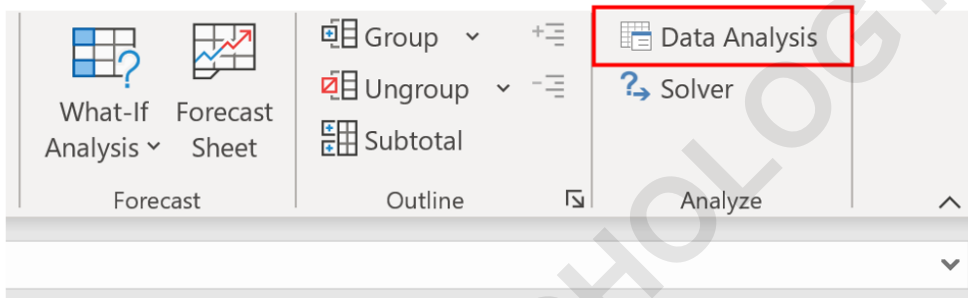 What-If
Analysis
Forecast
Sheet
Forecast
Group
Ungroup
Subtotal
Outline
Data Analysis
Solver
Analyze